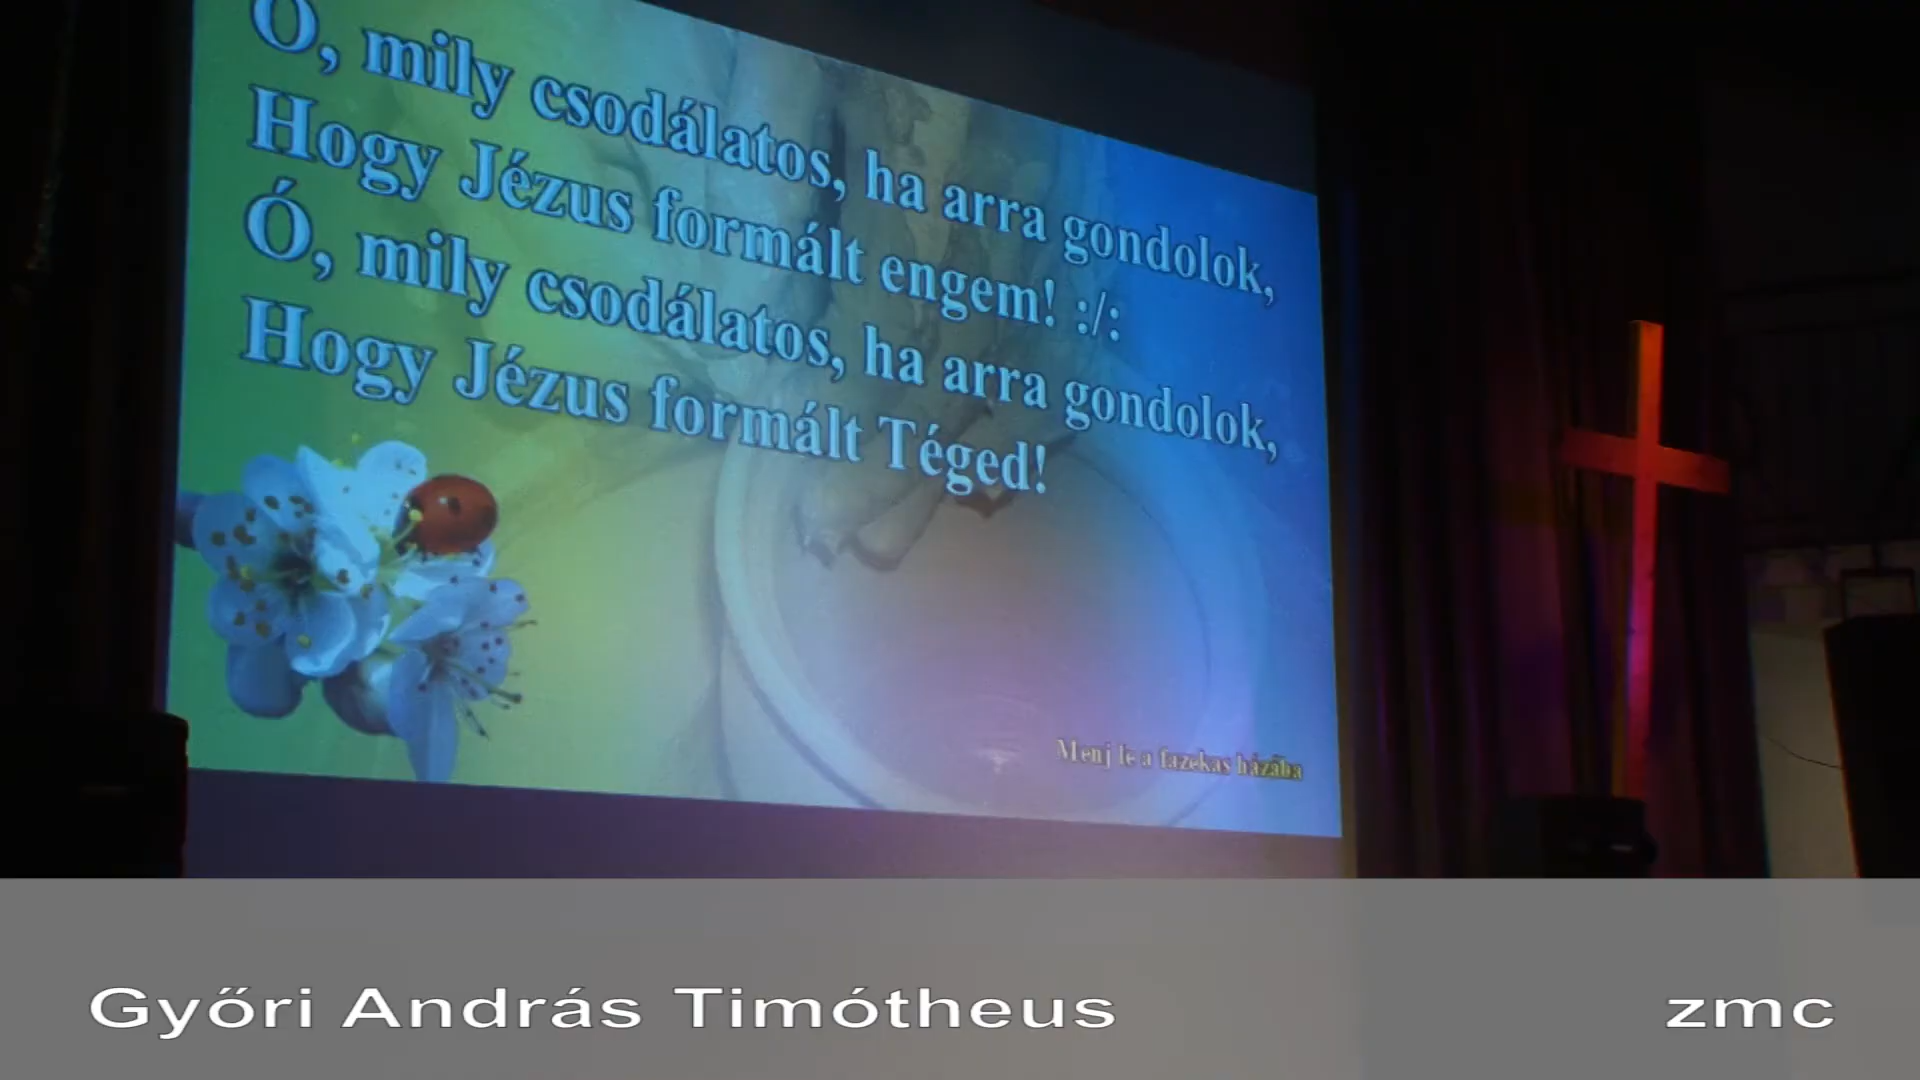 Ó, mily csodálatos, ha arra gondolok,
Hogy Jézus formált engem! :/:
Ó, mily csodálatos, ha arra gondolok,
Hogy Jézus formált Téged!
Menj le a fazekas házába
Győri András Timótheus
zmc